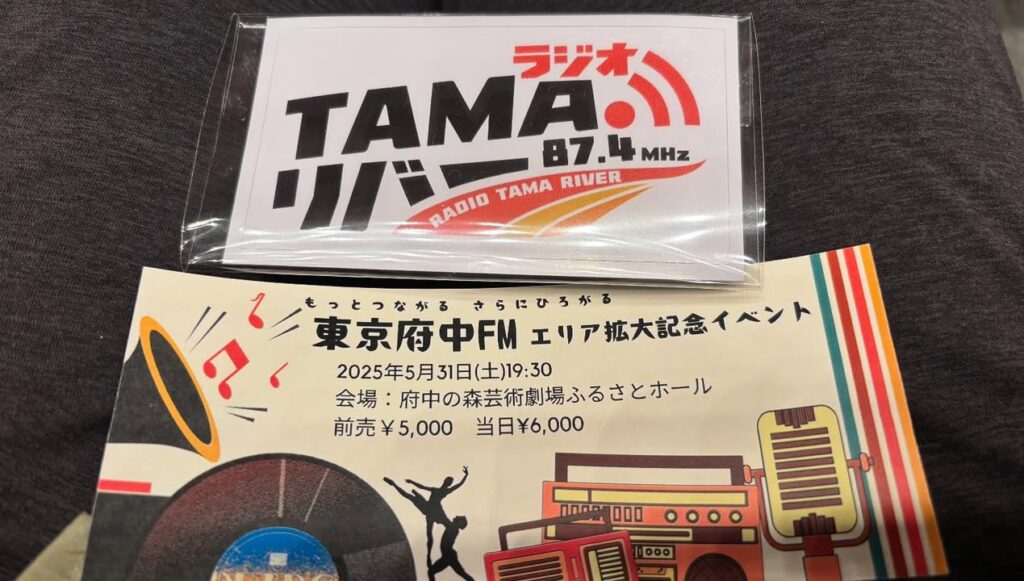 ラジオ
TAMA
リバー
87.4 MHz
RADIO TAMA RIVER
もっとつながる さらにひろがる
東京府中FM エリア拡大記念イベント
2025年5月31日(土)19:30
会場：府中の森芸術劇場ふるさとホール
前売￥5,000 当日¥6,000